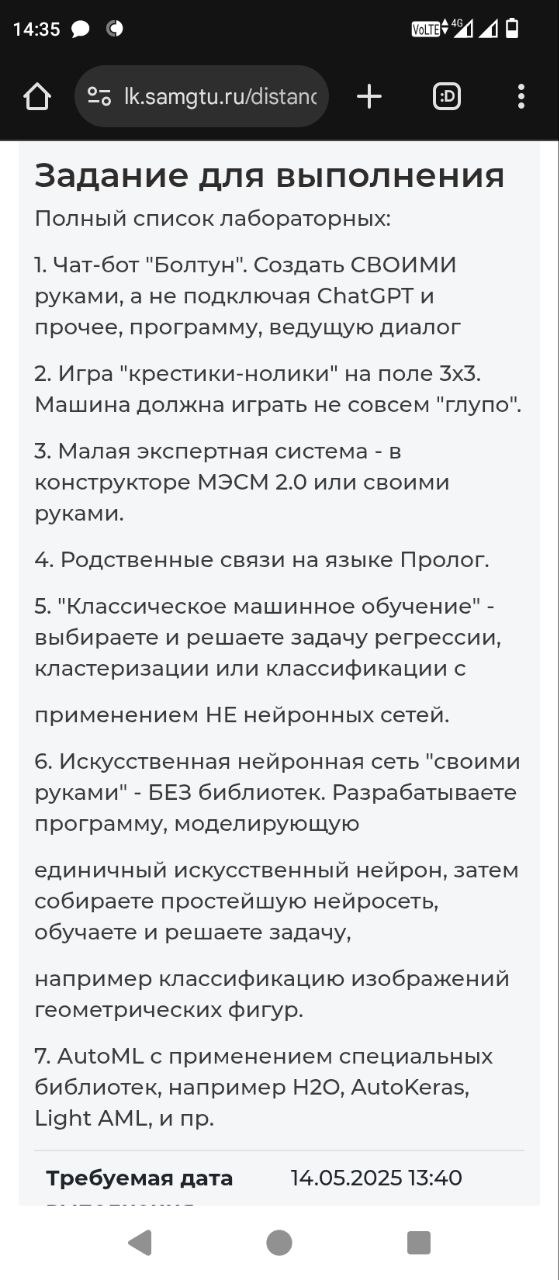 14:35
VoLTE 4G
lk.samgtu.ru/distanc
:D
Задание для выполнения
Полный список лабораторных:
1. Чат-бот "Болтун". Создать СВОИМИ
руками, а не подключая ChatGPT и
прочее, программу, ведущую диалог
2. Игра "крестики-нолики" на поле 3х3.
Машина должна играть не совсем "глупо".
3. Малая экспертная система - в
конструкторе МЭСМ 2.0 или своими
руками.
4. Родственные связи на языке Пролог.
5. "Классическое машинное обучение" -
выбираете и решаете задачу регрессии,
кластеризации или классификации с
применением НЕ нейронных сетей.
6. Искусственная нейронная сеть "своими
руками" - БЕЗ библиотек. Разрабатываете
программу, моделирующую
единичный искусственный нейрон, затем
собираете простейшую нейросеть,
обучаете и решаете задачу,
например классификацию изображений
геометрических фигур.
7. AutoML с применением специальных
библиотек, например H2O, AutoKeras,
Light AML, и пр.
Требуемая дата 14.05.2025 13:40